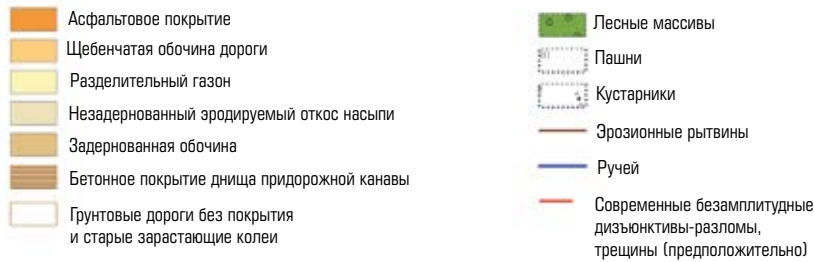 Асфальтовое покрытие
Щебенчатая обочина дороги
Разделительный газон
Незадернованный эродируемый откос насыпи
Задернованная обочина
Бетонное покрытие днища придорожной канавы
Грунтовые дороги без покрытия
и старые зарастающие колеи
Лесные массивы
Пашни
Кустарники
Эрозионные рытвины
Ручей
Современные безамплитудные
дизъюнктивы-разломы,
трещины (предположительно)